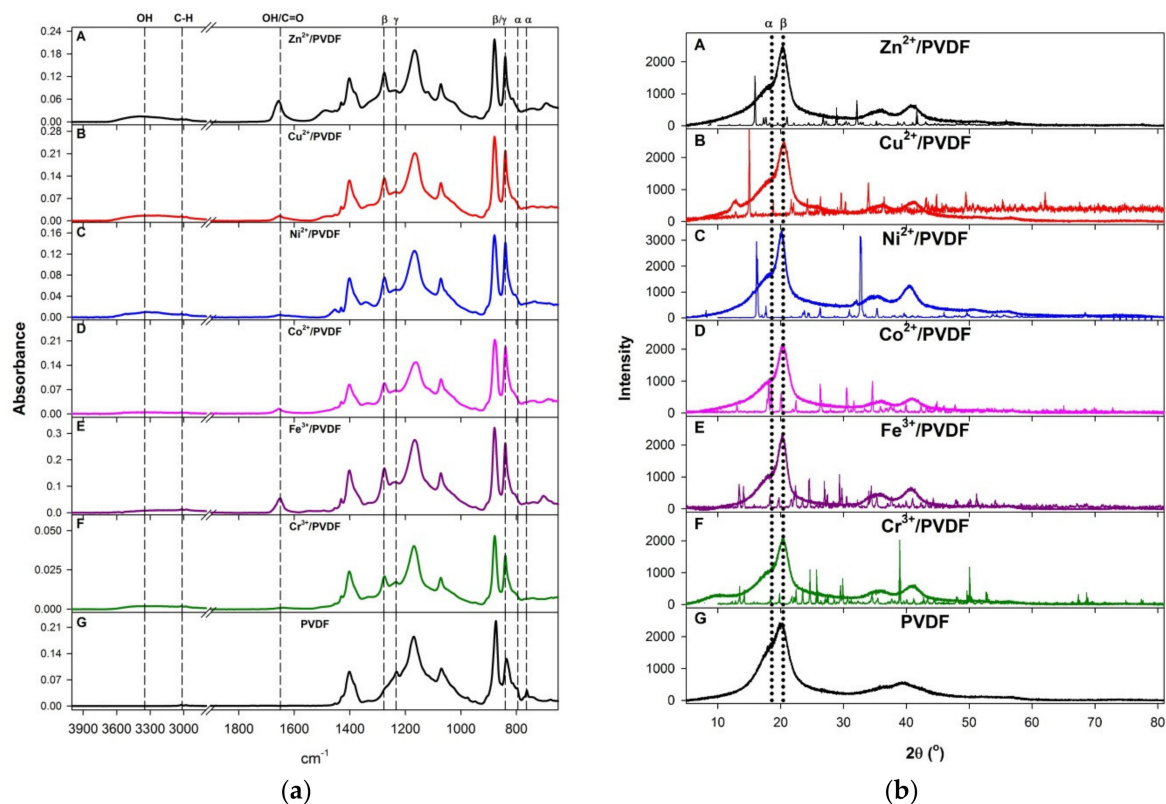 OH C-H OH/C=O β γ β/γ α α
A Zn²⁺/PVDF
0.24
0.18
0.12
0.06
0.00
B Cu²⁺/PVDF
0.28
0.21
0.14
0.07
0.00
C Ni²⁺/PVDF
0.16
0.12
0.08
0.04
0.00
D Co²⁺/PVDF
0.21
0.14
0.07
0.00
E Fe³⁺/PVDF
0.3
0.2
0.1
0.0
F Cr³⁺/PVDF
0.050
0.025
0.000
G PVDF
0.21
0.14
0.07
0.00
Absorbance
3900 3600 3300 3000 1800 1600 1400 1200 1000 800
cm⁻¹
(a)
α β
A Zn²⁺/PVDF
2000
1000
0
B Cu²⁺/PVDF
2000
1000
0
C Ni²⁺/PVDF
3000
2000
1000
0
D Co²⁺/PVDF
2000
1000
0
E Fe³⁺/PVDF
2000
1000
0
F Cr³⁺/PVDF
2000
1000
0
G PVDF
2000
1000
0
Intensity
10 20 30 40 50 60 70 80
2θ (°)
(b)